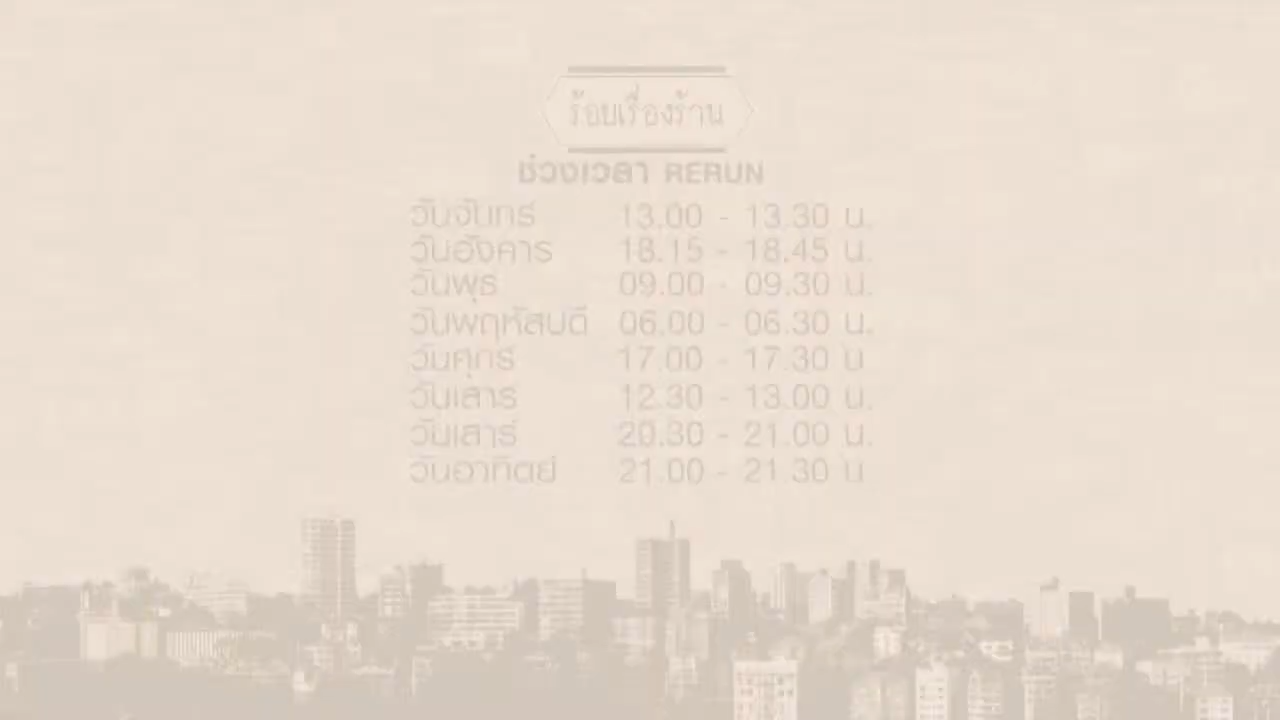 ร้อยเรื่องร้าน
ช่วงเวลา RERUN
วันจันทร์ 13.00 - 13.30 น.
วันอังคาร 18.15 - 18.45 น.
วันพุธ 09.00 - 09.30 น.
วันพฤหัสบดี 06.00 - 06.30 น.
วันศุกร์ 17.00 - 17.30 น.
วันเสาร์ 12.30 - 13.00 น.
วันเสาร์ 20.30 - 21.00 น.
วันอาทิตย์ 21.00 - 21.30 น.